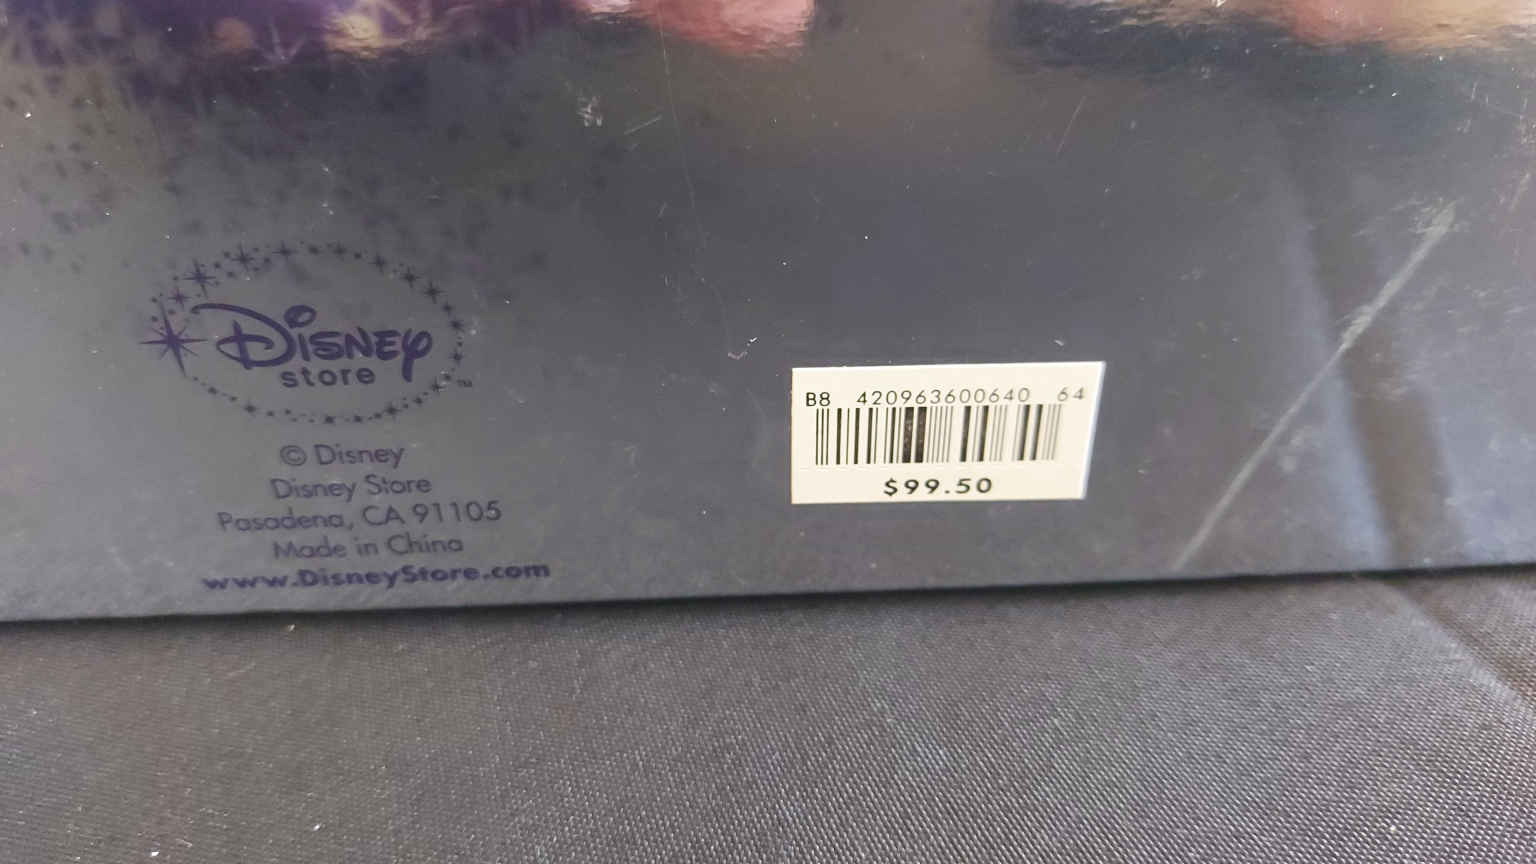 Disney
store ™
© Disney
Disney Store
Pasadena, CA 91105
Made in China
www.DisneyStore.com
B8 420963600640 64
$99.50